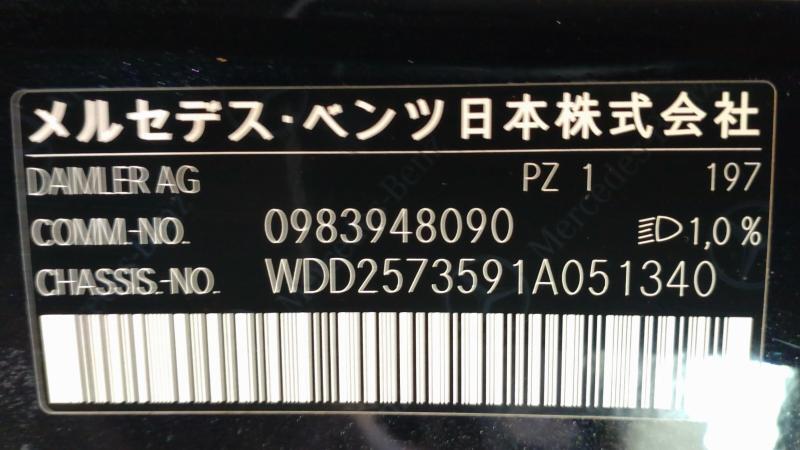 メルセデス・ベンツ日本株式会社
DAIMLER AG PZ 1 197
COMM.-NO. 0983948090 1,0 %
CHASSIS.-NO. WDD2573591A051340